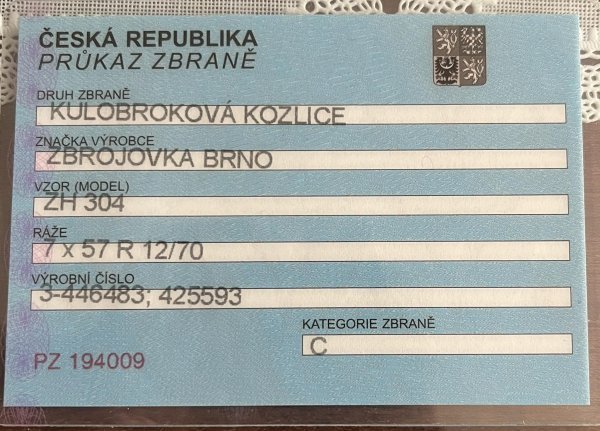 ČESKÁ REPUBLIKA
PRŮKAZ ZBRANĚ
DRUH ZBRANĚ
KULOBROKOVÁ KOZLICE
ZNAČKA VÝROBCE
ZBROJOVKA BRNO
VZOR (MODEL)
ZH 304
RÁŽE
7 x 57 R 12/70
VÝROBNÍ ČÍSLO
3-446483; 425593
KATEGORIE ZBRANĚ
C
PZ 194009